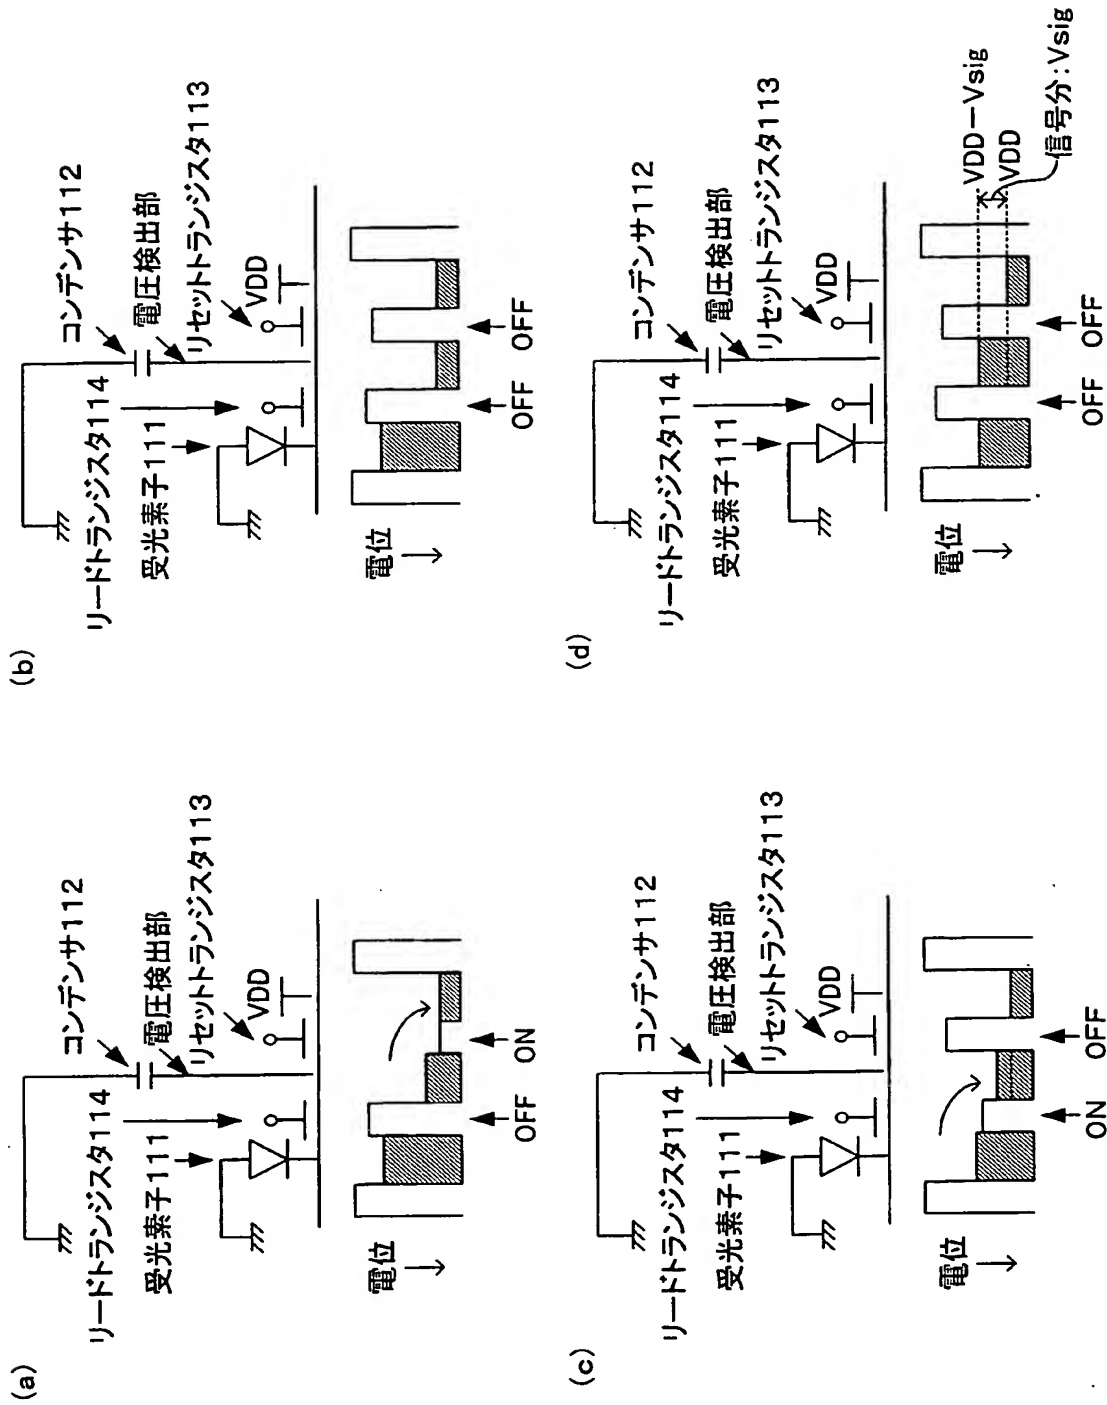 (a)
コンデンサ112
電圧検出部
リセットトランジスタ113
リードトランジスタ114
受光素子111
VDD
電位
OFF
ON
(b)
コンデンサ112
電圧検出部
リセットトランジスタ113
リードトランジスタ114
受光素子111
VDD
電位
OFF
OFF
(c)
コンデンサ112
電圧検出部
リセットトランジスタ113
リードトランジスタ114
受光素子111
VDD
電位
ON
OFF
(d)
コンデンサ112
電圧検出部
リセットトランジスタ113
リードトランジスタ114
受光素子111
VDD
電位
VDD－Vsig
VDD
信号分:Vsig
OFF
OFF